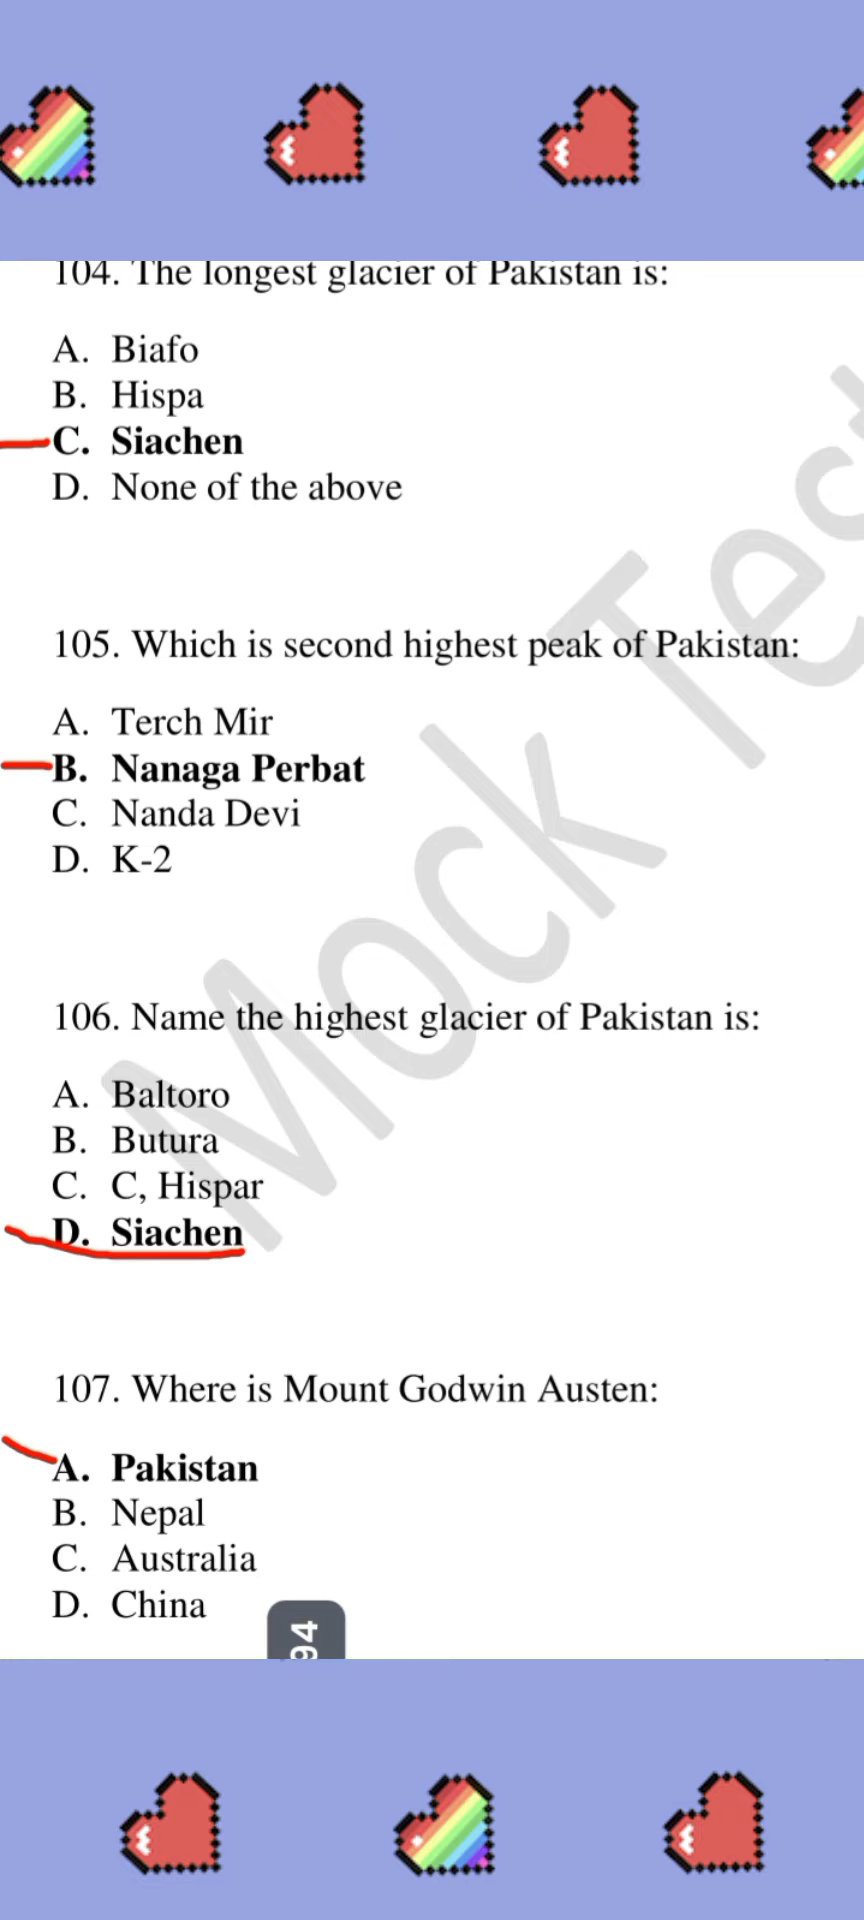 104. The longest glacier of Pakistan is:
A. Biafo
B. Hispa
C. Siachen
D. None of the above
105. Which is second highest peak of Pakistan:
A. Terch Mir
B. Nanaga Perbat
C. Nanda Devi
D. K-2
106. Name the highest glacier of Pakistan is:
A. Baltoro
B. Butura
C. C, Hispar
D. Siachen
107. Where is Mount Godwin Austen:
A. Pakistan
B. Nepal
C. Australia
D. China
94
Mock Test